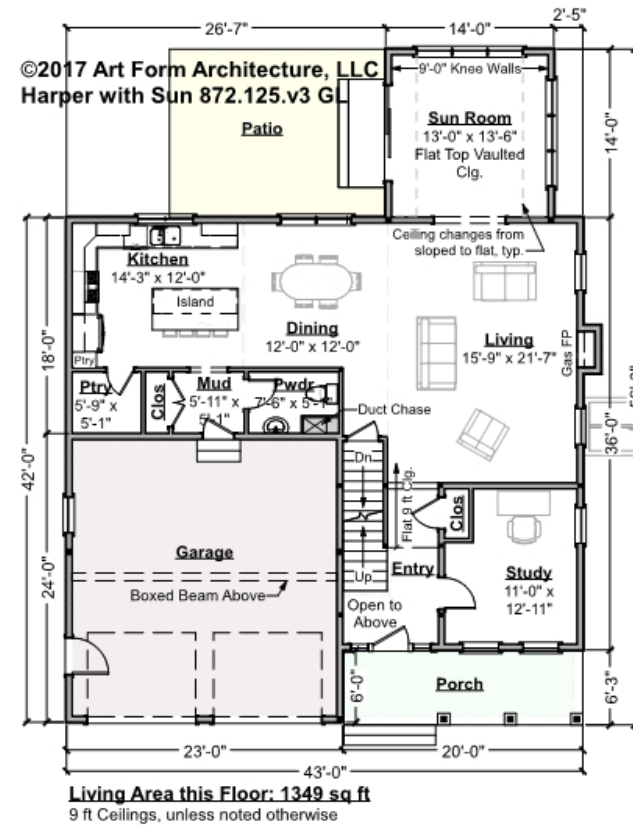 2'-5"
26'-7"
14'-0"
©2017 Art Form Architecture, LLC
Harper with Sun 872.125.v3 GL
9'-0" Knee Walls
Patio
Sun Room
13'-0" x 13'-6"
Flat Top Vaulted
Clg.
14'-0"
Ceiling changes from
sloped to flat, typ.
Kitchen
14'-3" x 12'-0"
Island
Dining
12'-0" x 12'-0"
Living
15'-9" x 21'-7"
Gas FP
18'-0"
Ptry
Ptry
5'-9" x
5'-1"
Clos
Mud
5'-11" x
5'-1"
Pwdr
7'-6" x 5'-1"
Duct Chase
36'-0"
42'-0"
Dn
Flat 9 ft Clg.
Clos
Garage
24'-0"
Boxed Beam Above
Up
Entry
Study
11'-0" x
12'-11"
Open to
Above
6'-0"
Porch
6'-3"
23'-0"
20'-0"
43'-0"
Living Area this Floor: 1349 sq ft
9 ft Ceilings, unless noted otherwise